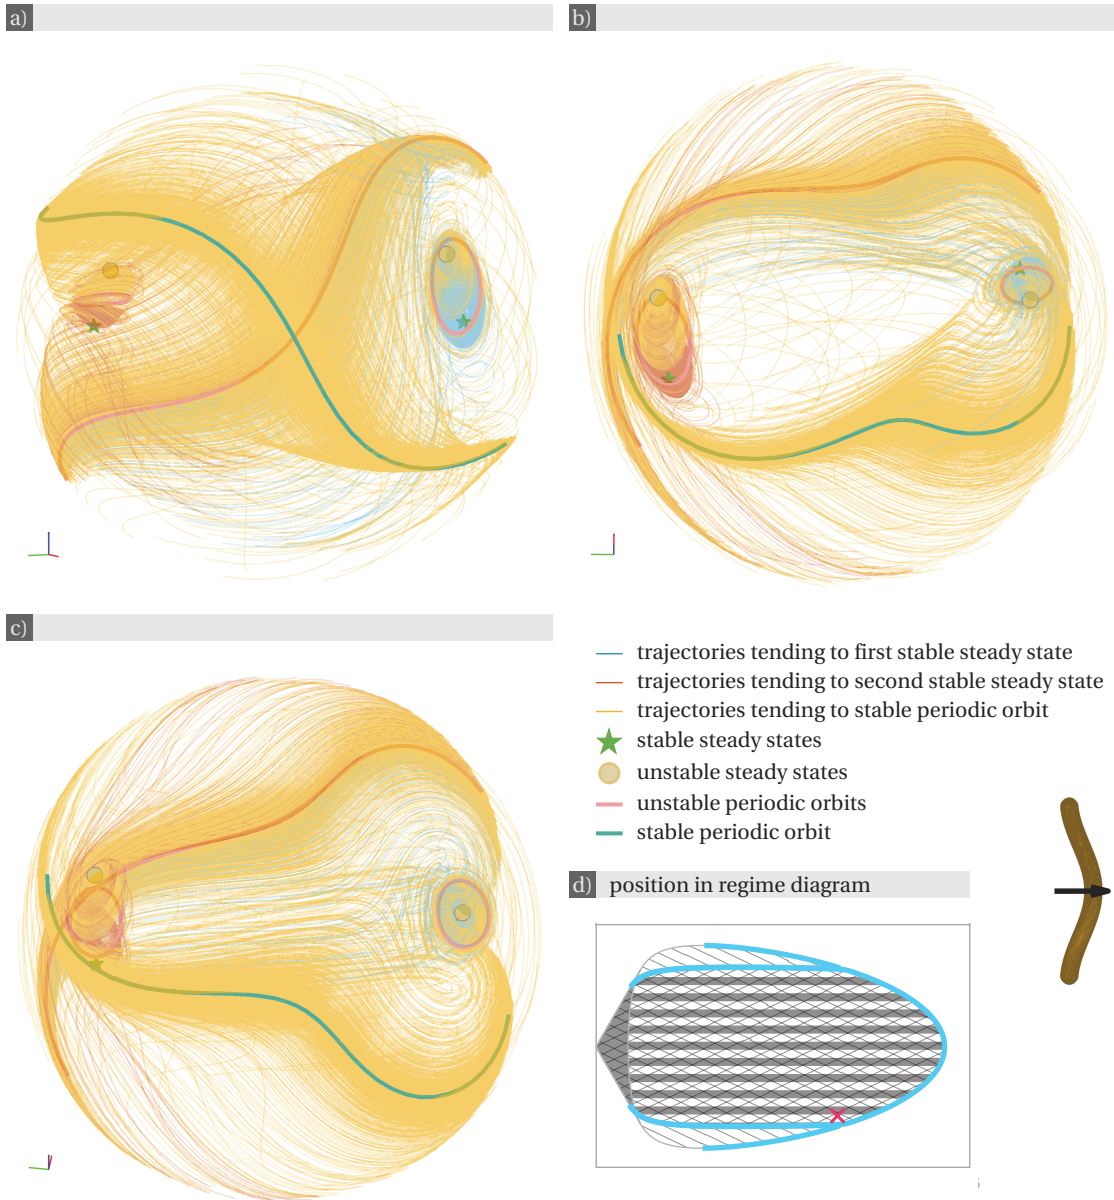 a)
b)
c)
trajectories tending to first stable steady state
trajectories tending to second stable steady state
trajectories tending to stable periodic orbit
stable steady states
unstable steady states
unstable periodic orbits
stable periodic orbit
d) position in regime diagram